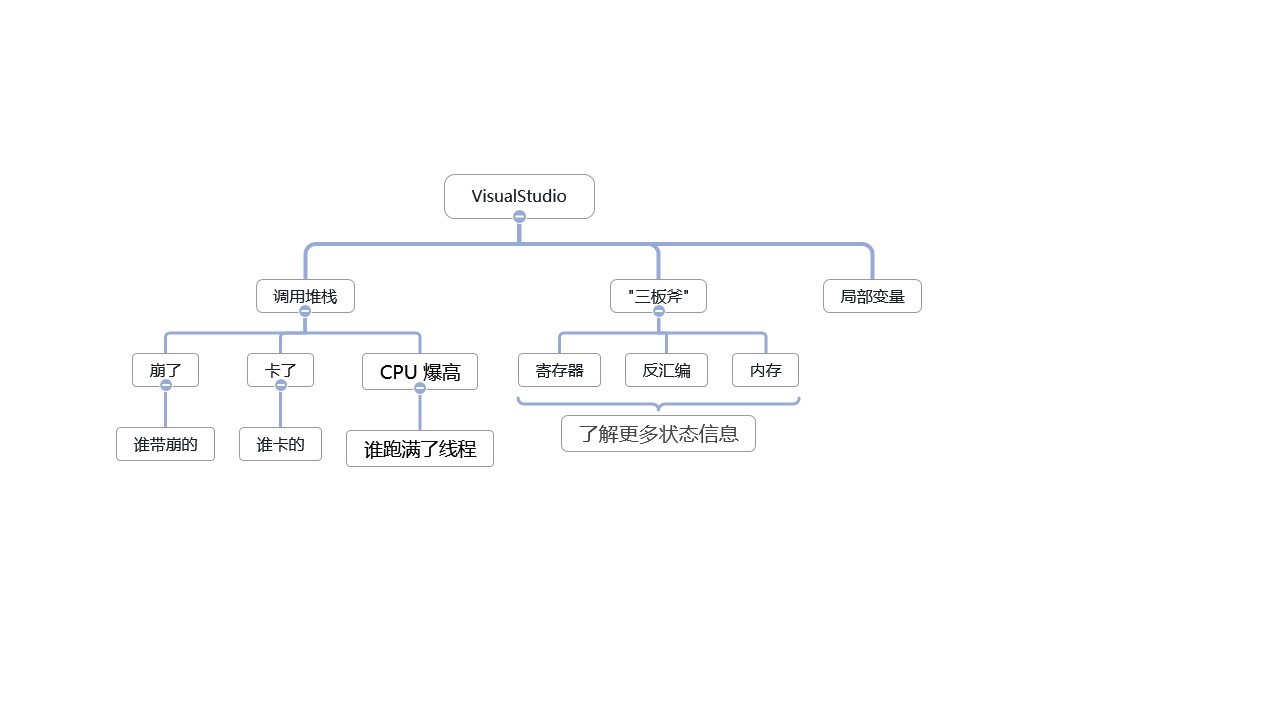 VisualStudio
调用堆栈
"三板斧"
局部变量
崩了
卡了
CPU 爆高
寄存器
反汇编
内存
谁带崩的
谁卡的
谁跑满了线程
了解更多状态信息